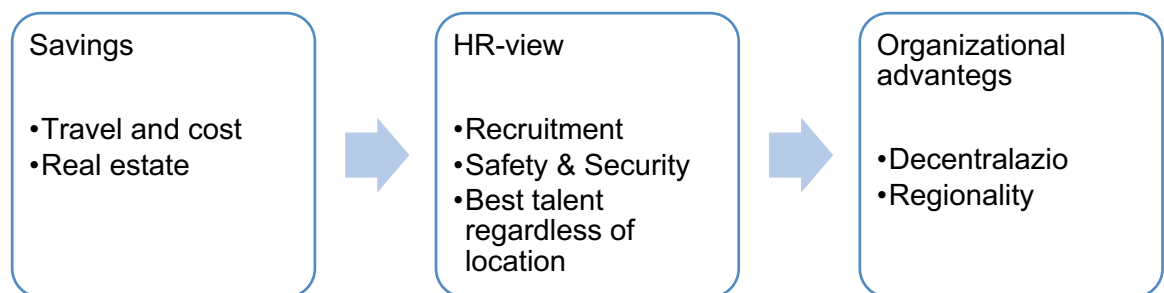 Savings
•Travel and cost
•Real estate
HR-view
•Recruitment
•Safety & Security
•Best talent
regardless of
location
Organizational
advantegs
•Decentralazio
•Regionality